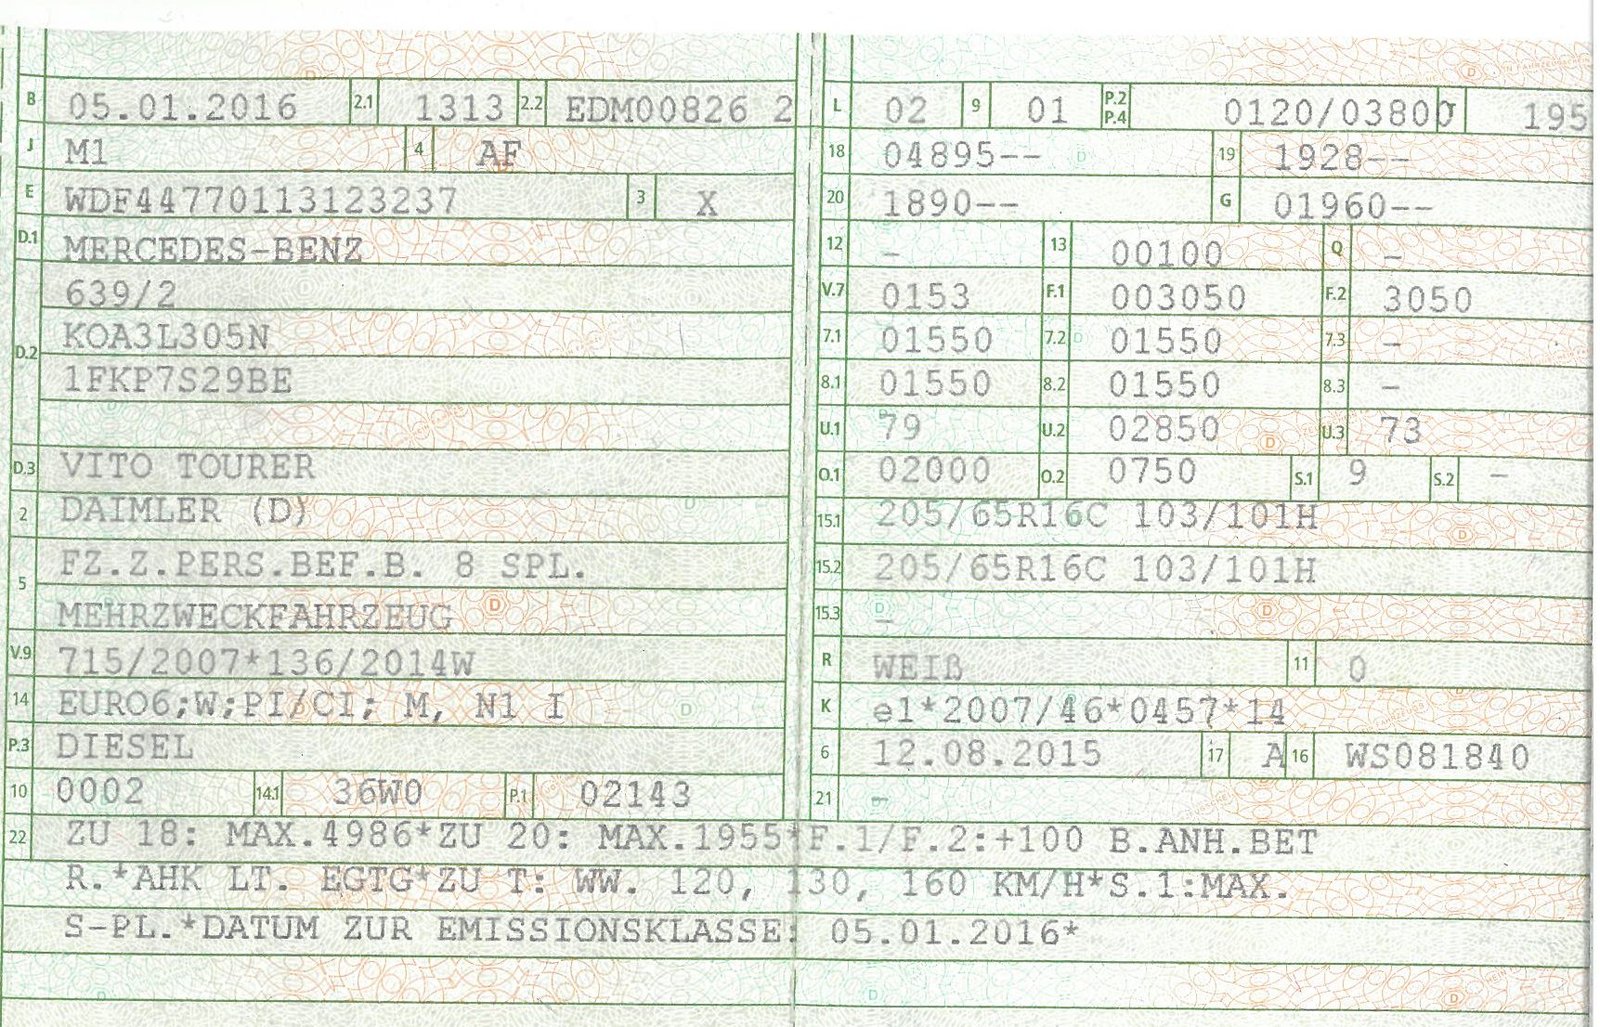 B 05.01.2016 2.1 1313 2.2 EDM00826 2
J M1 4 AF
E WDF44770113123237 3 X
D.1 MERCEDES-BENZ
639/2
D.2 KOA3L305N
1FKP7S29BE
D.3 VITO TOURER
2 DAIMLER (D)
5 FZ.Z.PERS.BEF.B. 8 SPL.
MEHRZWECKFAHRZEUG
V.9 715/2007*136/2014W
14 EURO6;W;PI/CI; M, N1 I
P.3 DIESEL
10 0002 14.1 36W0 P.1 02143
L 02 9 01 P.2 P.4 0120/03800 T 195
18 04895-- 19 1928--
20 1890-- G 01960--
12 - 13 00100 Q -
V.7 0153 F.1 003050 F.2 3050
7.1 01550 7.2 01550 7.3 -
8.1 01550 8.2 01550 8.3 -
U.1 79 U.2 02850 U.3 73
O.1 02000 O.2 0750 S.1 9 S.2 -
15.1 205/65R16C 103/101H
15.2 205/65R16C 103/101H
15.3 -
R WEIß 11 0
K e1*2007/46*0457*14
6 12.08.2015 17 A 16 WS081840
21 -
22 ZU 18: MAX.4986*ZU 20: MAX.1955*F.1/F.2:+100 B.ANH.BET
R.*AHK LT. EGTG*ZU T: WW. 120, 130, 160 KM/H*S.1:MAX.
S-PL.*DATUM ZUR EMISSIONSKLASSE: 05.01.2016*